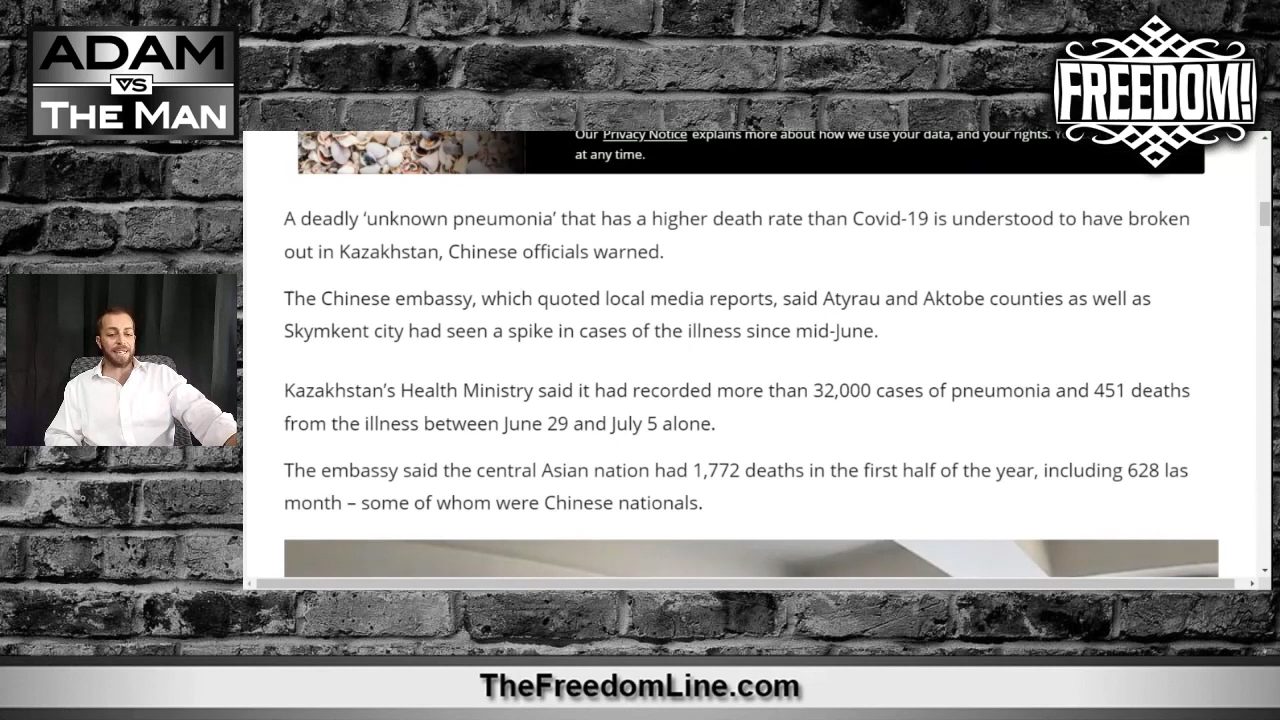 ADAM
VS
THE MAN
FREEDOM!
Our Privacy Notice explains more about how we use your data, and your rights.
at any time.
A deadly ‘unknown pneumonia’ that has a higher death rate than Covid-19 is understood to have broken
out in Kazakhstan, Chinese officials warned.
The Chinese embassy, which quoted local media reports, said Atyrau and Aktobe counties as well as
Skymkent city had seen a spike in cases of the illness since mid-June.
Kazakhstan’s Health Ministry said it had recorded more than 32,000 cases of pneumonia and 451 deaths
from the illness between June 29 and July 5 alone.
The embassy said the central Asian nation had 1,772 deaths in the first half of the year, including 628 las
month – some of whom were Chinese nationals.
TheFreedomLine.com